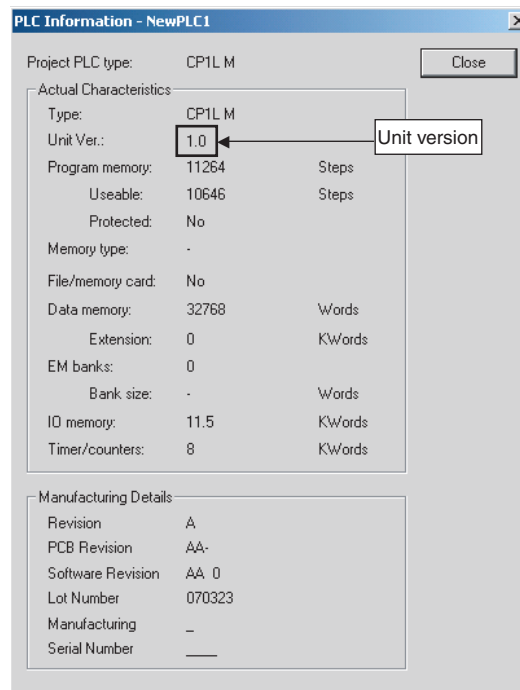 PLC Information - NewPLC1
Project PLC type: CP1L M Close
Actual Characteristics
Type: CP1L M
Unit Ver.: 1.0 Unit version
Program memory: 11264 Steps
Useable: 10646 Steps
Protected: No
Memory type: -
File/memory card: No
Data memory: 32768 Words
Extension: 0 KWords
EM banks: 0
Bank size: - Words
IO memory: 11.5 KWords
Timer/counters: 8 KWords
Manufacturing Details
Revision A
PCB Revision AA-
Software Revision AA 0
Lot Number 070323
Manufacturing _
Serial Number ____